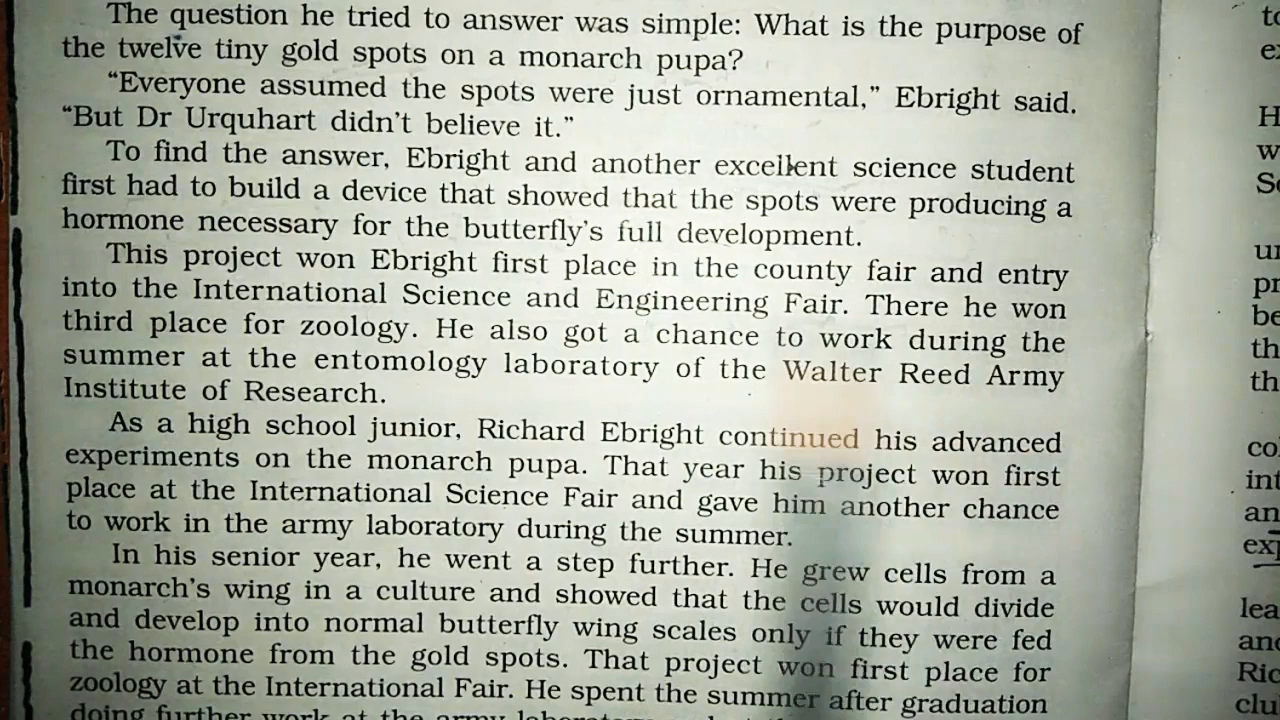 The question he tried to answer was simple: What is the purpose of
the twelve tiny gold spots on a monarch pupa?
“Everyone assumed the spots were just ornamental,” Ebright said.
“But Dr Urquhart didn't believe it.”
To find the answer, Ebright and another excellent science student
first had to build a device that showed that the spots were producing a
hormone necessary for the butterfly's full development.
This project won Ebright first place in the county fair and entry
into the International Science and Engineering Fair. There he won
third place for zoology. He also got a chance to work during the
summer at the entomology laboratory of the Walter Reed Army
Institute of Research.
As a high school junior, Richard Ebright continued his advanced
experiments on the monarch pupa. That year his project won first
place at the International Science Fair and gave him another chance
to work in the army laboratory during the summer.
In his senior year, he went a step further. He grew cells from a
monarch's wing in a culture and showed that the cells would divide
and develop into normal butterfly wing scales only if they were fed
the hormone from the gold spots. That project won first place for
zoology at the International Fair. He spent the summer after graduation
doing further work at the army